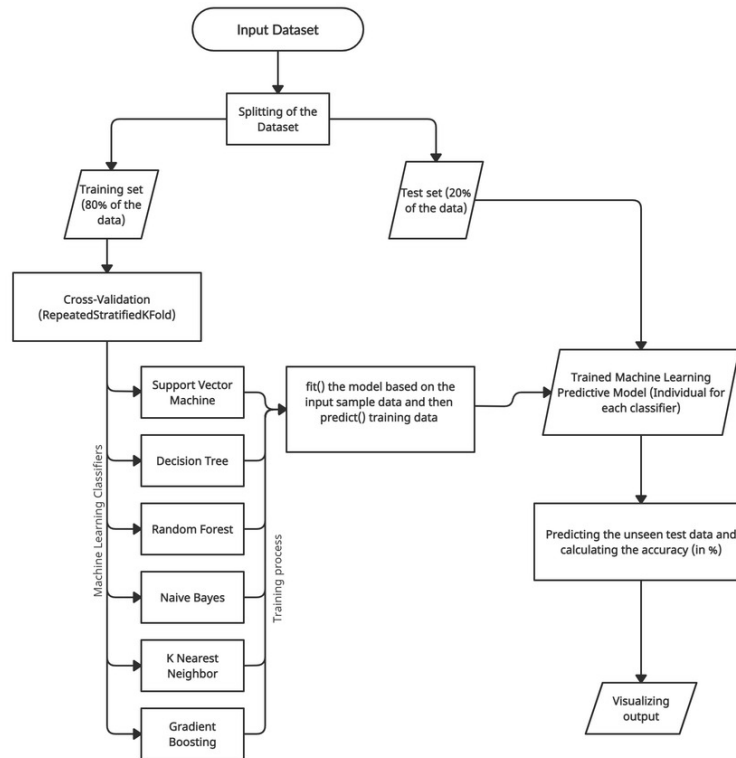 Input Dataset
Splitting of the
Dataset
Training set
(80% of the
data)
Test set (20%
of the data)
Cross-Validation
(RepeatedStratifiedKFold)
Machine Learning Classifiers
Support Vector
Machine
Decision Tree
Random Forest
Naive Bayes
K Nearest
Neighbor
Gradient
Boosting
Training process
fit() the model based on the
input sample data and then
predict() training data
Trained Machine Learning
Predictive Model (Individual for
each classifier)
Predicting the unseen test data and
calculating the accuracy (in %)
Visualizing
output